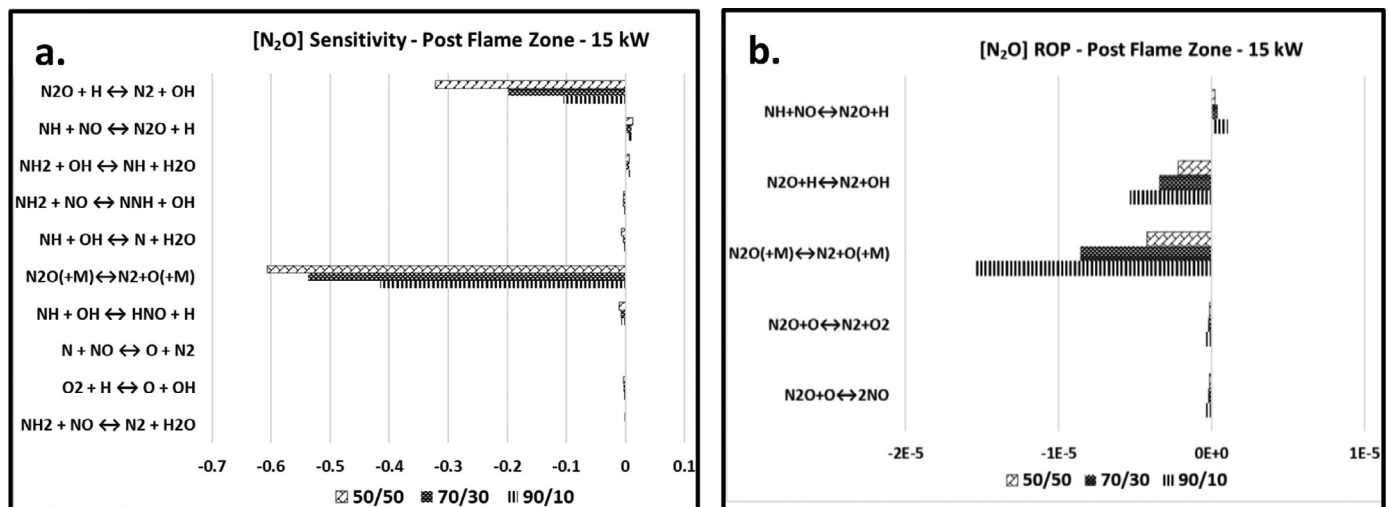 a.
[N₂O] Sensitivity - Post Flame Zone - 15 kW
N2O + H ↔ N2 + OH
NH + NO ↔ N2O + H
NH2 + OH ↔ NH + H2O
NH2 + NO ↔ NNH + OH
NH + OH ↔ N + H2O
N2O(+M)↔N2+O(+M)
NH + OH ↔ HNO + H
N + NO ↔ O + N2
O2 + H ↔ O + OH
NH2 + NO ↔ N2 + H2O
-0.7 -0.6 -0.5 -0.4 -0.3 -0.2 -0.1 0 0.1
50/50 70/30 90/10
b.
[N₂O] ROP - Post Flame Zone - 15 kW
NH+NO↔N2O+H
N2O+H↔N2+OH
N2O(+M)↔N2+O(+M)
N2O+O↔N2+O2
N2O+O↔2NO
-2E-5 -1E-5 0E+0 1E-5
50/50 70/30 90/10